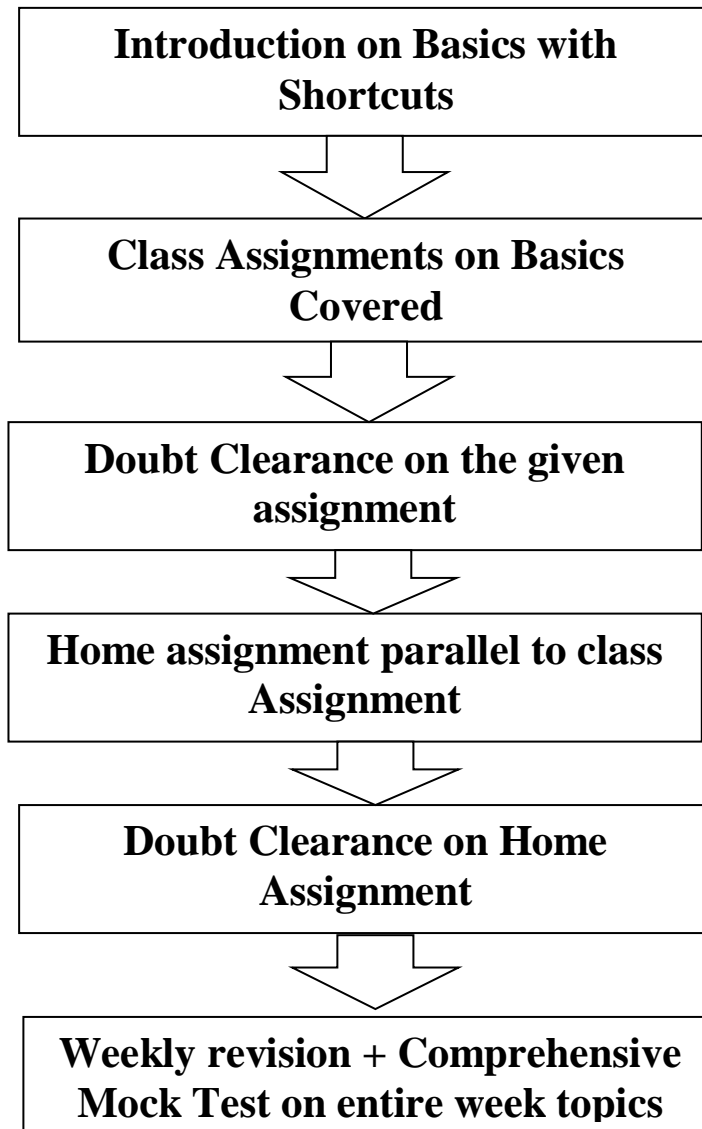 Introduction on Basics with
Shortcuts
Class Assignments on Basics
Covered
Doubt Clearance on the given
assignment
Home assignment parallel to class
Assignment
Doubt Clearance on Home
Assignment
Weekly revision + Comprehensive
Mock Test on entire week topics